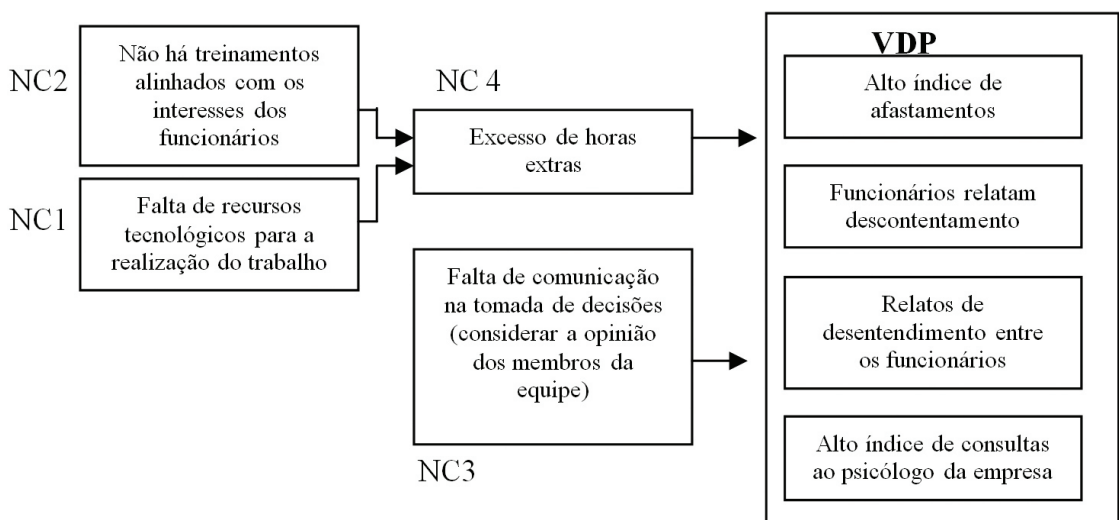 NC2
Não há treinamentos
alinhados com os
interesses dos
funcionários
NC1
Falta de recursos
tecnológicos para a
realização do trabalho
NC 4
Excesso de horas
extras
Falta de comunicação
na tomada de decisões
(considerar a opinião
dos membros da
equipe)
NC3
VDP
Alto índice de
afastamentos
Funcionários relatam
descontentamento
Relatos de
desentendimento entre
os funcionários
Alto índice de consultas
ao psicólogo da empresa